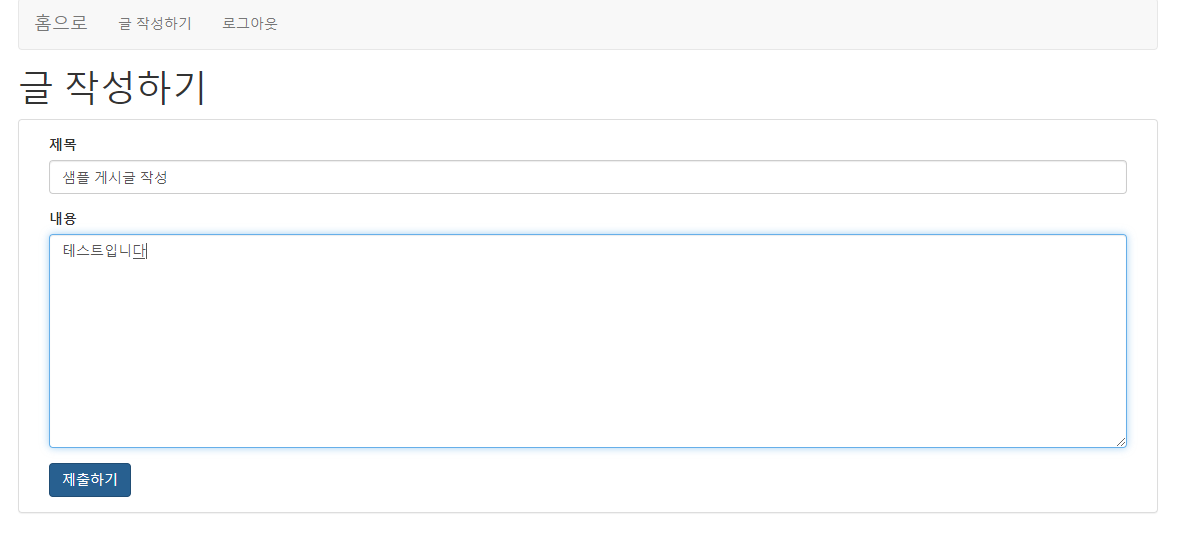 홈으로 글 작성하기 로그아웃
글 작성하기
제목
샘플 게시글 작성
내용
테스트입니다
제출하기